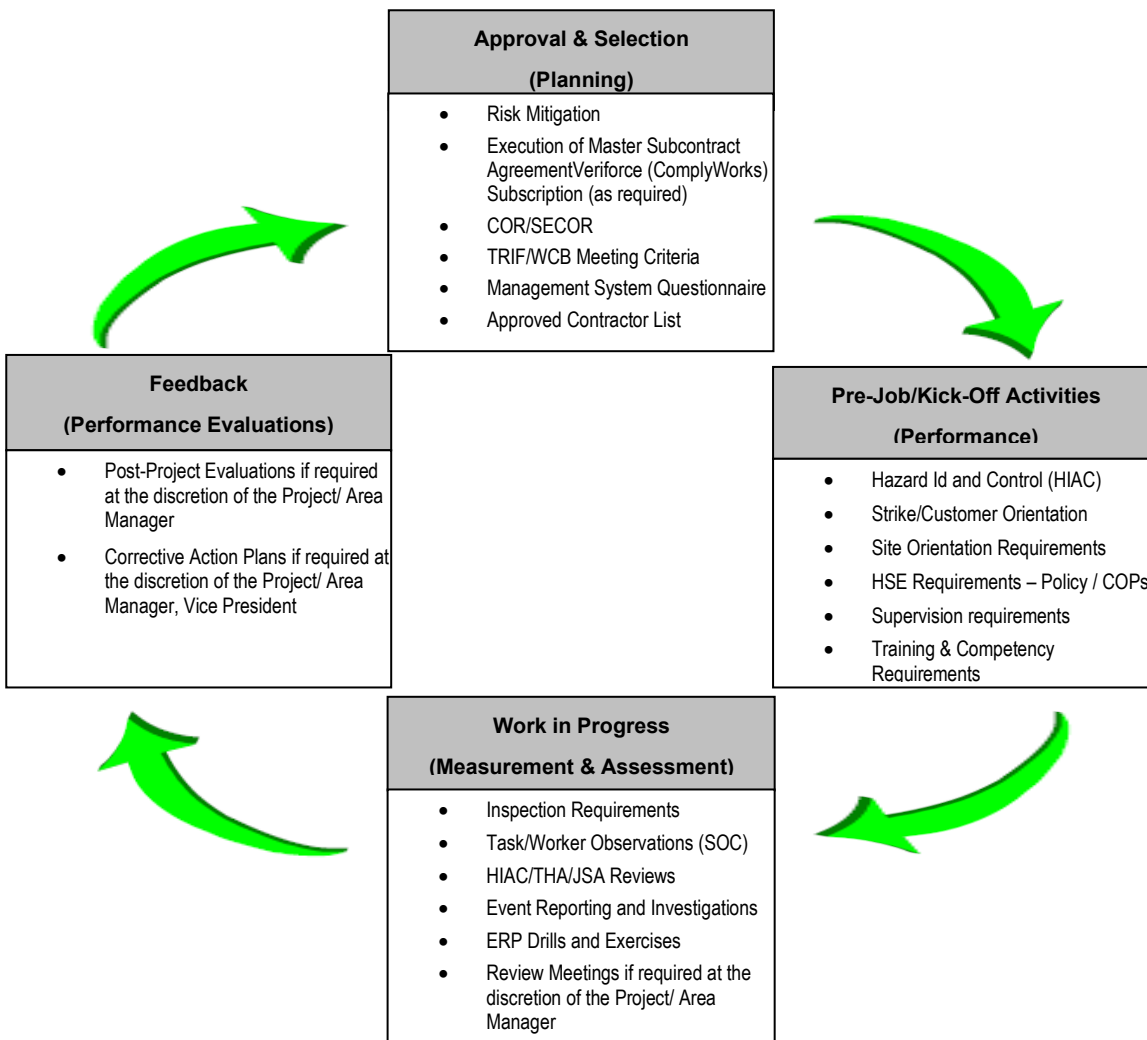 Approval & Selection
(Planning)
• Risk Mitigation
• Execution of Master Subcontract
AgreementVeriforce (ComplyWorks)
Subscription (as required)
• COR/SECOR
• TRIF/WCB Meeting Criteria
• Management System Questionnaire
• Approved Contractor List
Feedback
(Performance Evaluations)
• Post-Project Evaluations if required
at the discretion of the Project/ Area
Manager
• Corrective Action Plans if required at
the discretion of the Project/ Area
Manager, Vice President
Pre-Job/Kick-Off Activities
(Performance)
• Hazard Id and Control (HIAC)
• Strike/Customer Orientation
• Site Orientation Requirements
• HSE Requirements – Policy / COPs
• Supervision requirements
• Training & Competency
Requirements
Work in Progress
(Measurement & Assessment)
• Inspection Requirements
• Task/Worker Observations (SOC)
• HIAC/THA/JSA Reviews
• Event Reporting and Investigations
• ERP Drills and Exercises
• Review Meetings if required at the
discretion of the Project/ Area
Manager